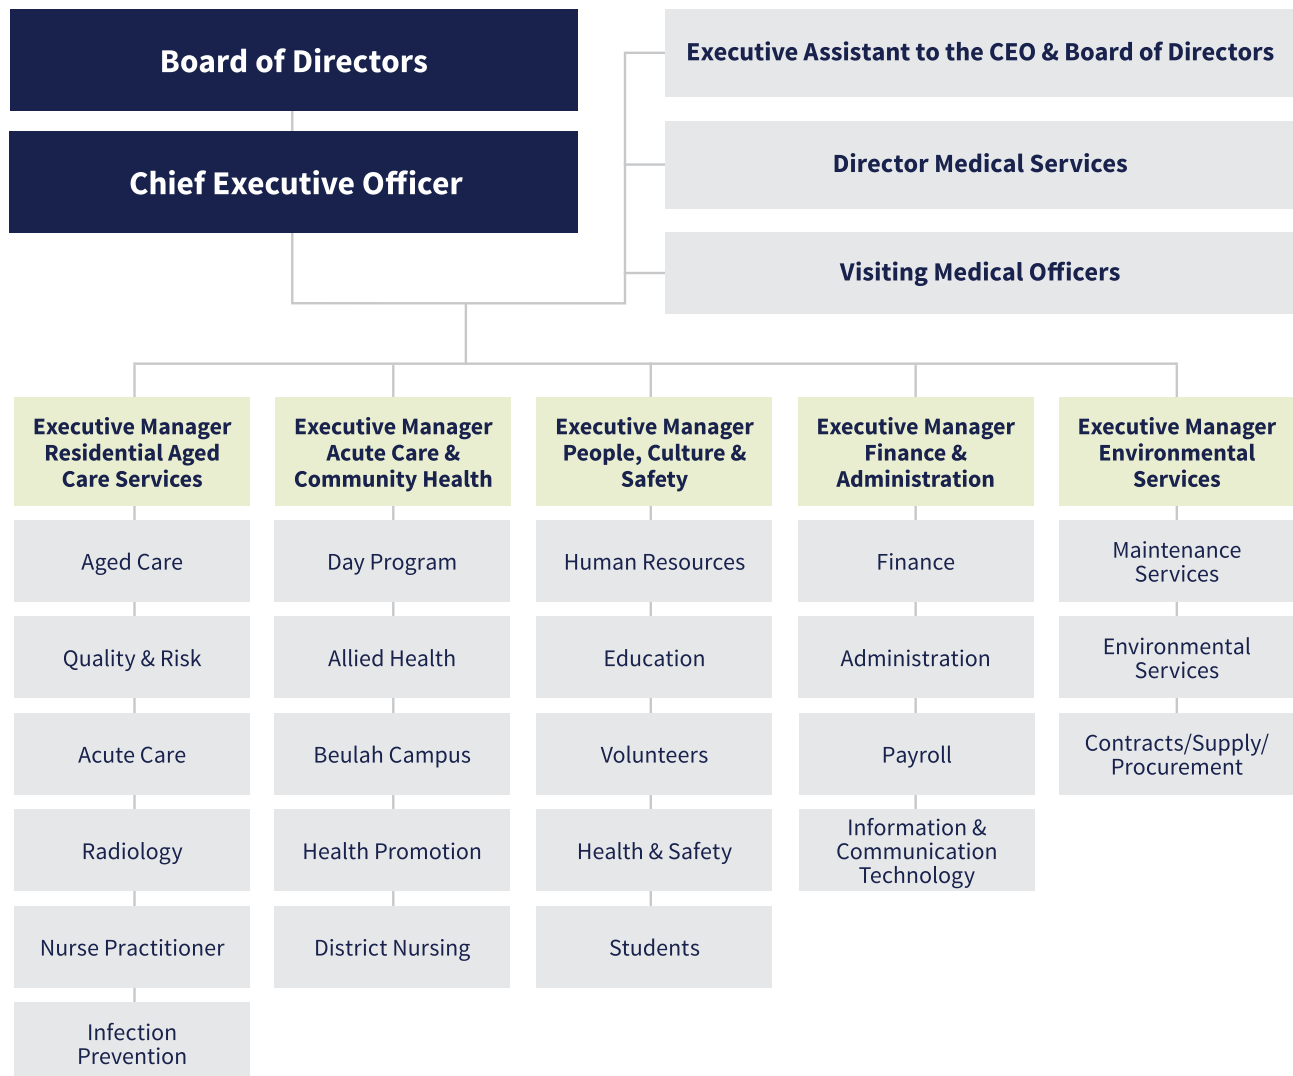 Board of Directors
Chief Executive Officer
Executive Assistant to the CEO & Board of Directors
Director Medical Services
Visiting Medical Officers
Executive Manager
Residential Aged
Care Services
Aged Care
Quality & Risk
Acute Care
Radiology
Nurse Practitioner
Infection
Prevention
Executive Manager
Acute Care &
Community Health
Day Program
Allied Health
Beulah Campus
Health Promotion
District Nursing
Executive Manager
People, Culture &
Safety
Human Resources
Education
Volunteers
Health & Safety
Students
Executive Manager
Finance &
Administration
Finance
Administration
Payroll
Information &
Communication
Technology
Executive Manager
Environmental
Services
Maintenance
Services
Environmental
Services
Contracts/Supply/
Procurement